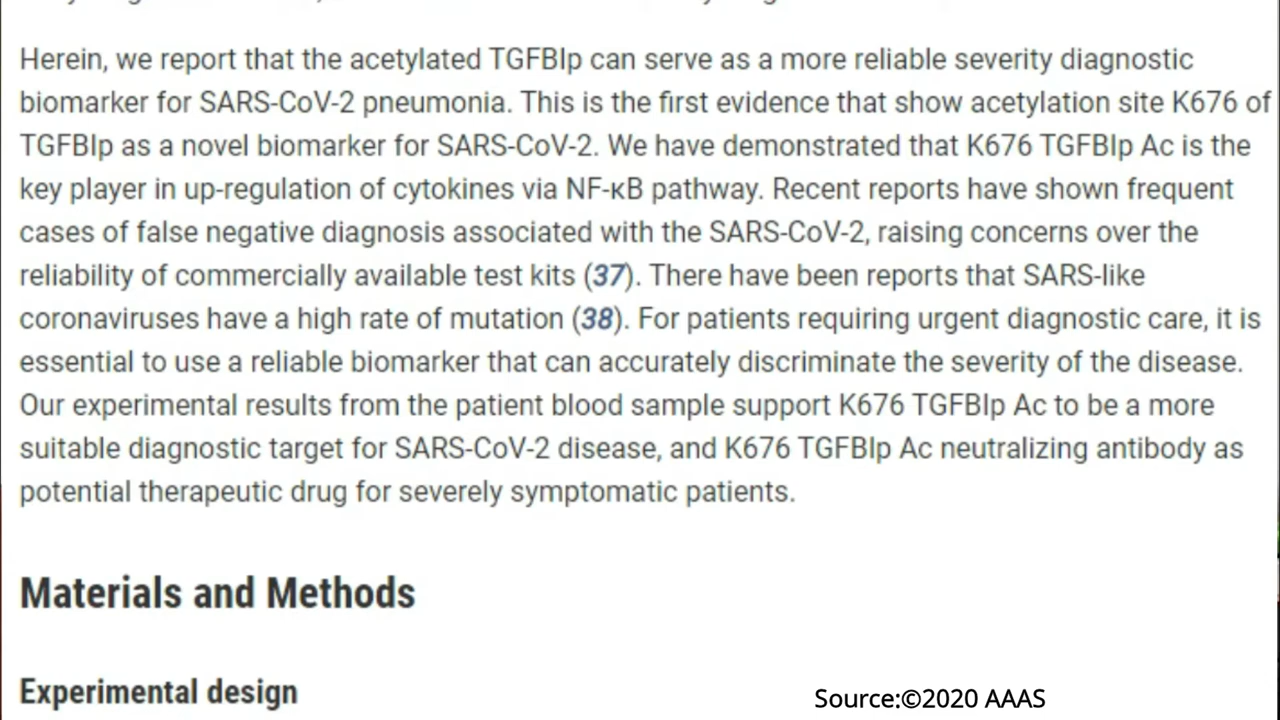 Herein, we report that the acetylated TGFBIp can serve as a more reliable severity diagnostic
biomarker for SARS-CoV-2 pneumonia. This is the first evidence that show acetylation site K676 of
TGFBIp as a novel biomarker for SARS-CoV-2. We have demonstrated that K676 TGFBIp Ac is the
key player in up-regulation of cytokines via NF-κB pathway. Recent reports have shown frequent
cases of false negative diagnosis associated with the SARS-CoV-2, raising concerns over the
reliability of commercially available test kits (37). There have been reports that SARS-like
coronaviruses have a high rate of mutation (38). For patients requiring urgent diagnostic care, it is
essential to use a reliable biomarker that can accurately discriminate the severity of the disease.
Our experimental results from the patient blood sample support K676 TGFBIp Ac to be a more
suitable diagnostic target for SARS-CoV-2 disease, and K676 TGFBIp Ac neutralizing antibody as
potential therapeutic drug for severely symptomatic patients.
Materials and Methods
Experimental design
Source:©2020 AAAS